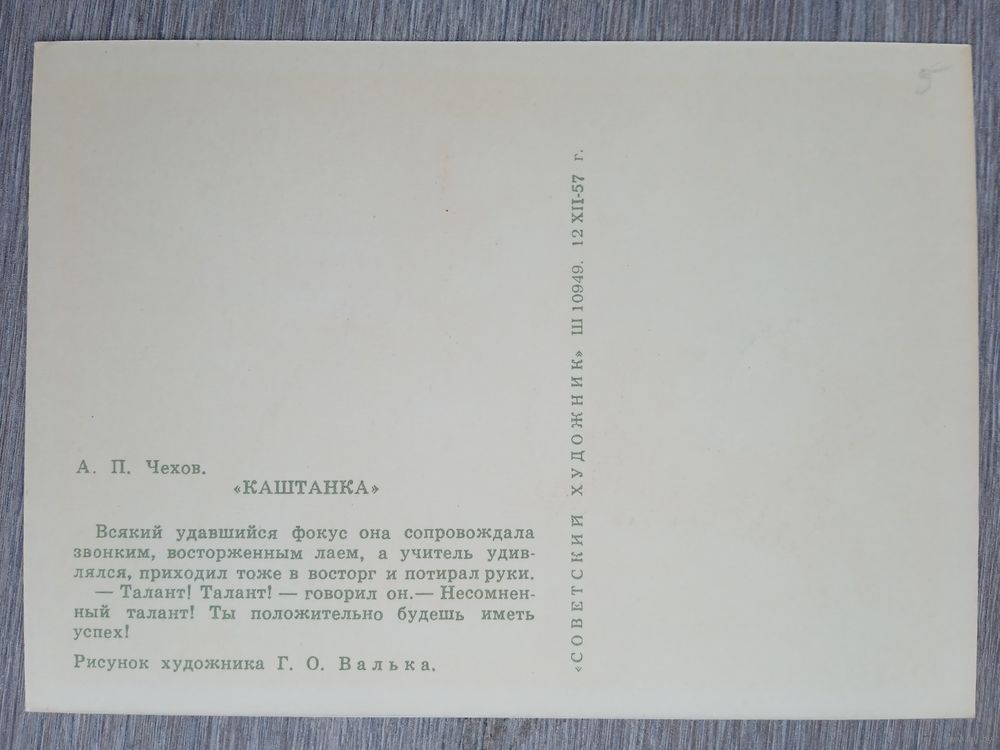 5
А. П. Чехов.
«КАШТАНКА»
Всякий удавшийся фокус она сопровождала
звонким, восторженным лаем, а учитель удив-
лялся, приходил тоже в восторг и потирал руки.
— Талант! Талант! — говорил он.— Несомнен-
ный талант! Ты положительно будешь иметь
успех!
Рисунок художника Г. О. Валька.
«СОВЕТСКИЙ ХУДОЖНИК» Ш 10949. 12 XII-57 г.